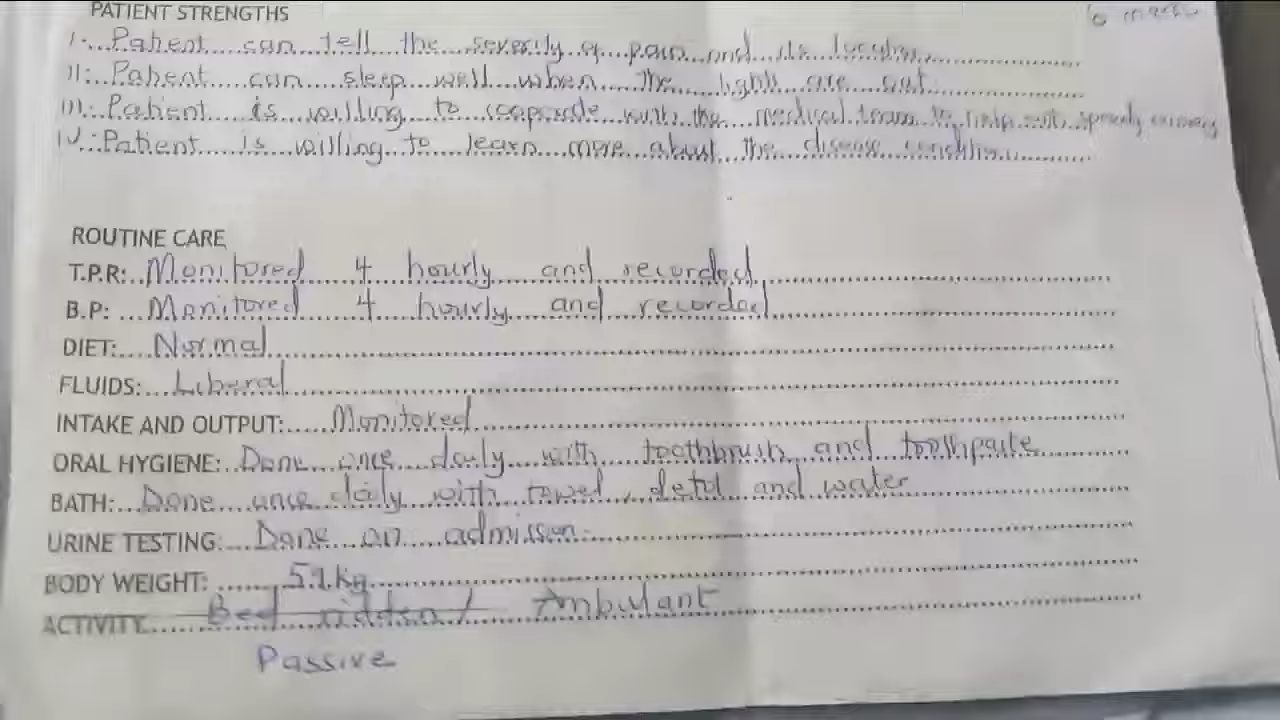 PATIENT STRENGTHS
I. Patient can tell the severity of pain and its location
II. Patient can sleep well when the lights are out
III. Patient is willing to cooperate with the medical team to help with speedy recovery
IV. Patient is willing to learn more about the disease condition
ROUTINE CARE
T.P.R: Monitored 4 hourly and recorded
B.P: Monitored 4 hourly and recorded
DIET: Normal
FLUIDS: Liberal
INTAKE AND OUTPUT: Monitored
ORAL HYGIENE: Done once daily with toothbrush and toothpaste
BATH: Done once daily with towel, detol and water
URINE TESTING: Done on admission
BODY WEIGHT: 51kg
ACTIVITY Bed ridden / Ambulant
Passive